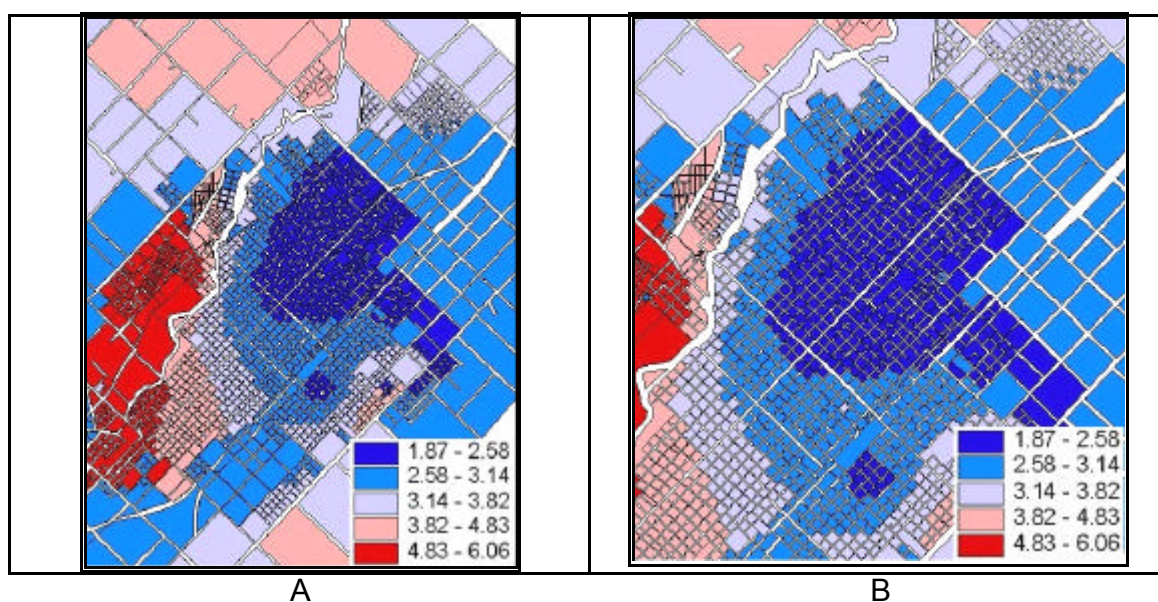 1.87 - 2.58
2.58 - 3.14
3.14 - 3.82
3.82 - 4.83
4.83 - 6.06
1.87 - 2.58
2.58 - 3.14
3.14 - 3.82
3.82 - 4.83
4.83 - 6.06
A
B